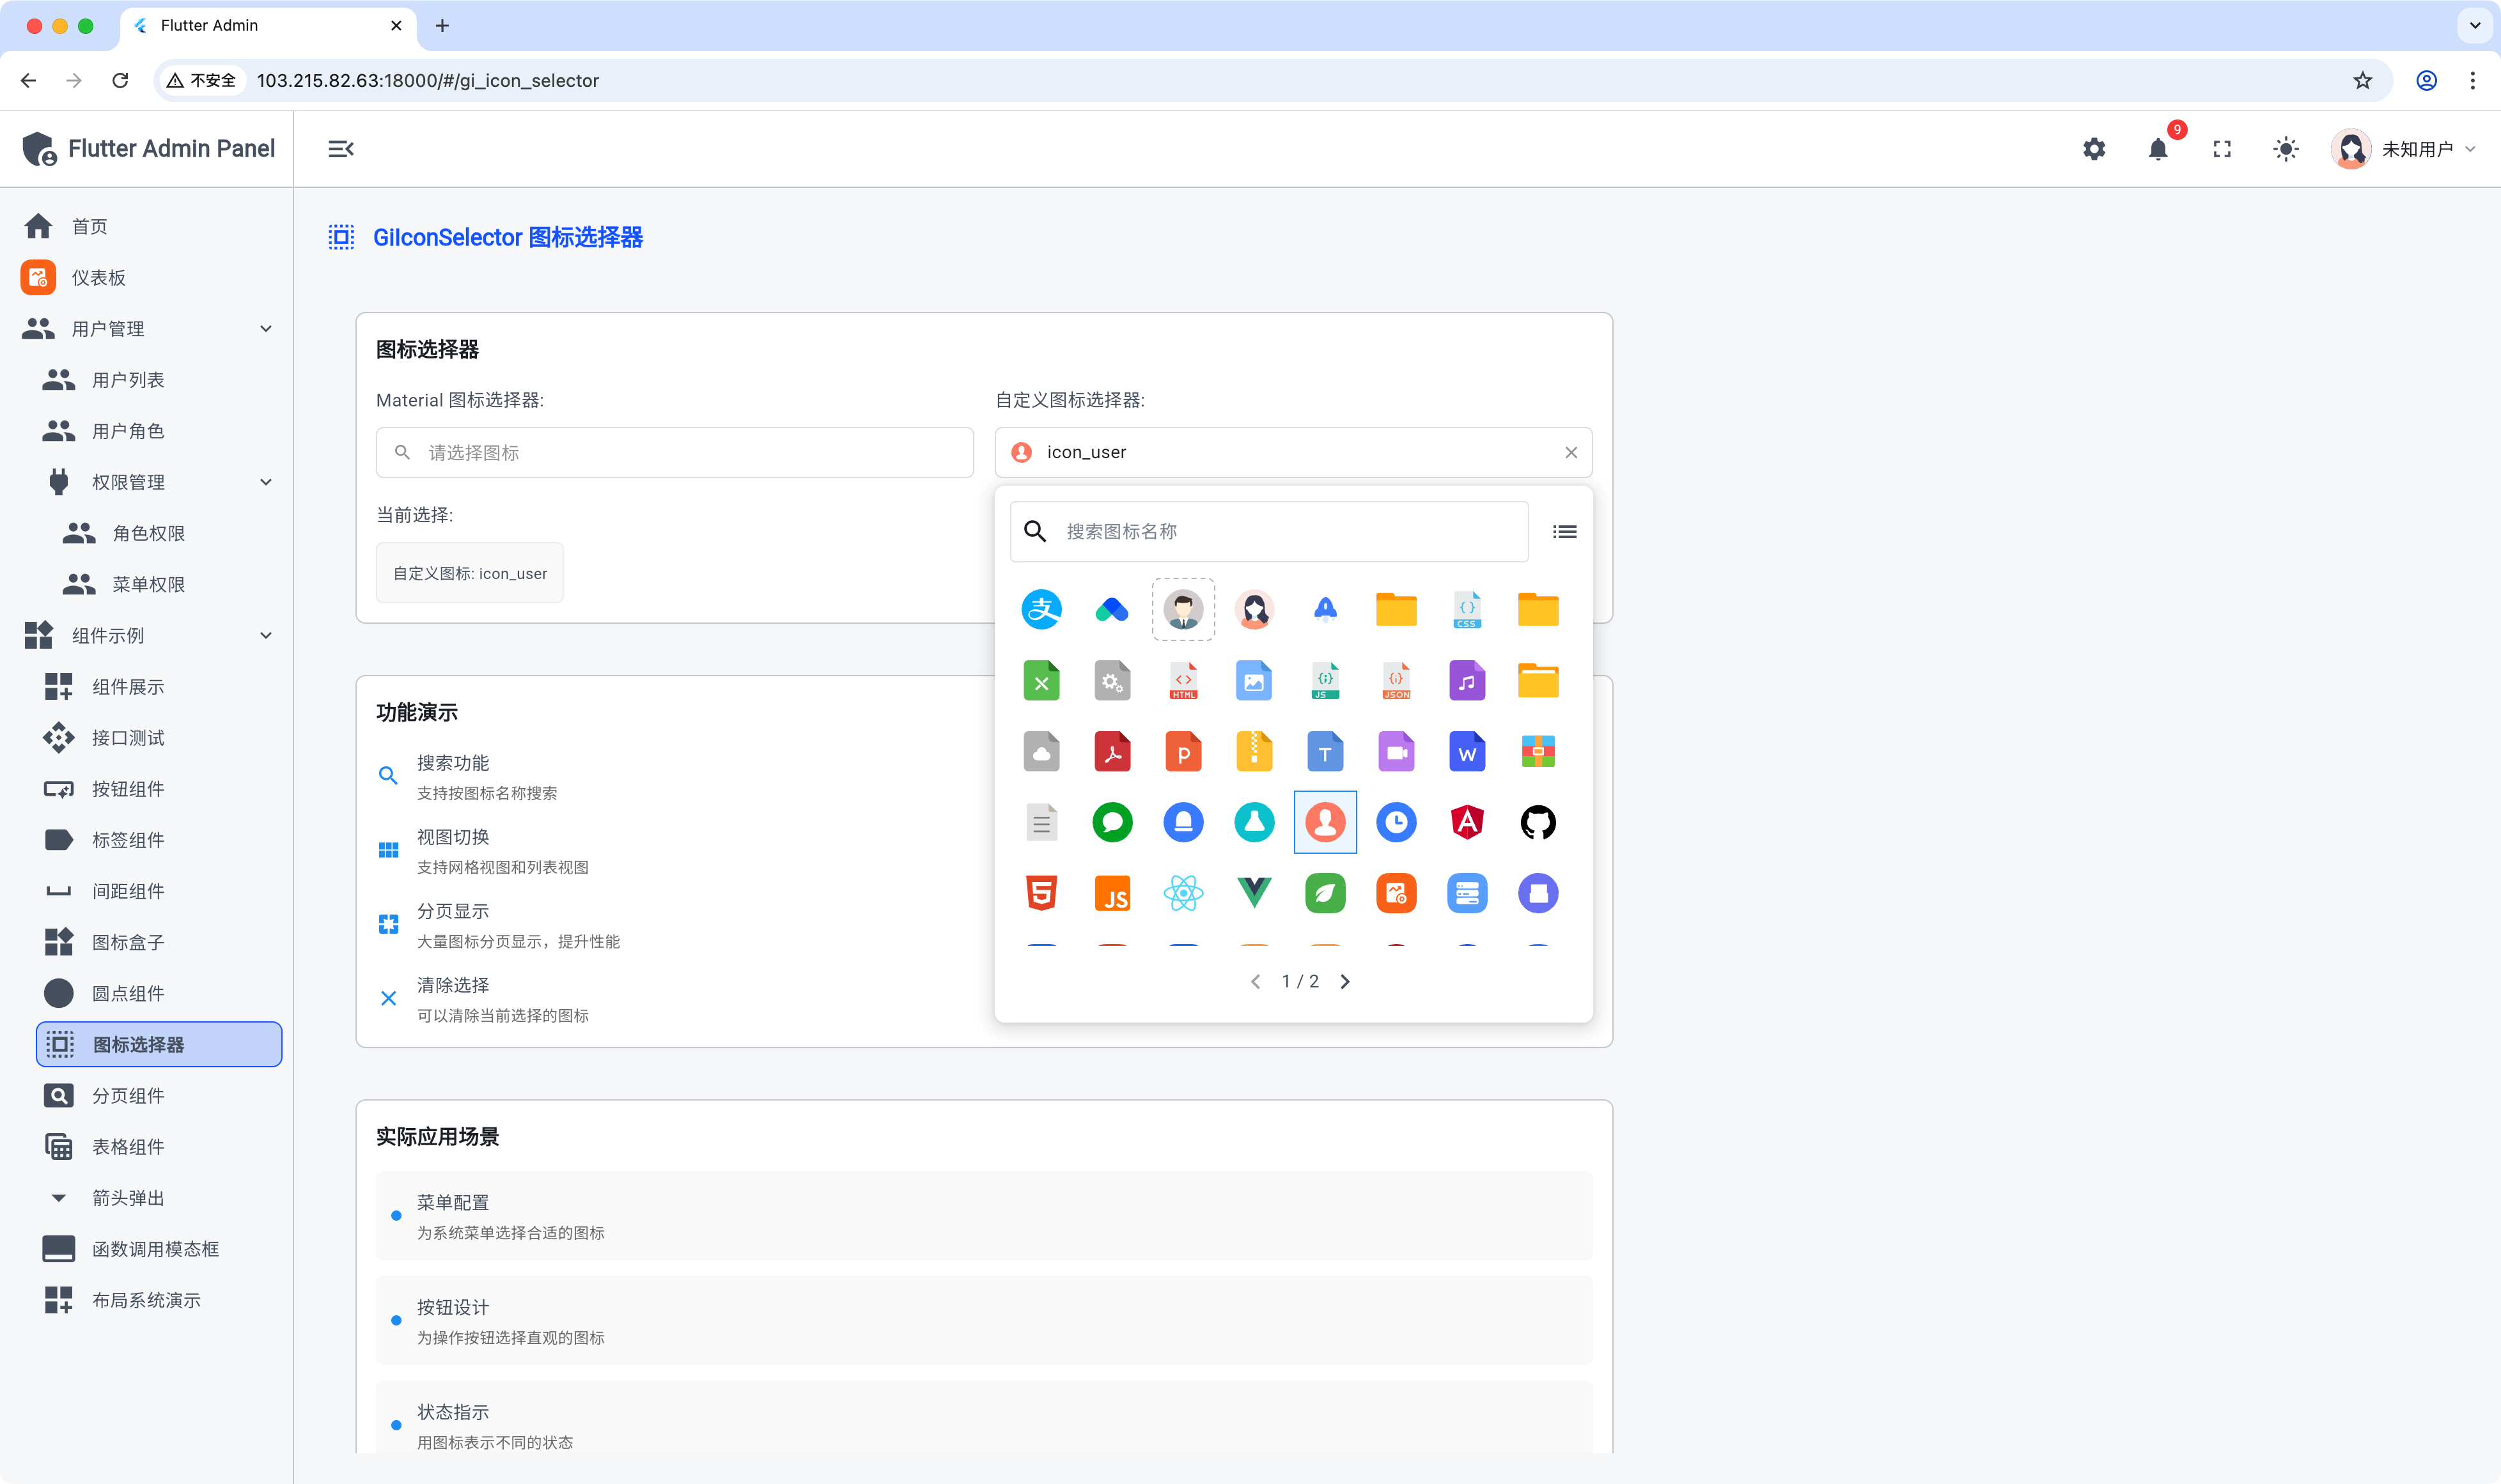 Flutter Admin
不安全
103.215.82.63:18000/#/gi_icon_selector
Flutter Admin Panel
9
未知用户
首页
仪表板
用户管理
用户列表
用户角色
权限管理
角色权限
菜单权限
组件示例
组件展示
接口测试
按钮组件
标签组件
间距组件
图标盒子
圆点组件
图标选择器
分页组件
表格组件
箭头弹出
函数调用模态框
布局系统演示
GiIconSelector 图标选择器
图标选择器
Material 图标选择器:
请选择图标
自定义图标选择器:
icon_user
当前选择:
自定义图标: icon_user
搜索图标名称
支
{ } CSS
HTML
JS
JSON
p
T
W
5
JS
1 / 2
功能演示
搜索功能
支持按图标名称搜索
视图切换
支持网格视图和列表视图
分页显示
大量图标分页显示，提升性能
清除选择
可以清除当前选择的图标
实际应用场景
菜单配置
为系统菜单选择合适的图标
按钮设计
为操作按钮选择直观的图标
状态指示
用图标表示不同的状态